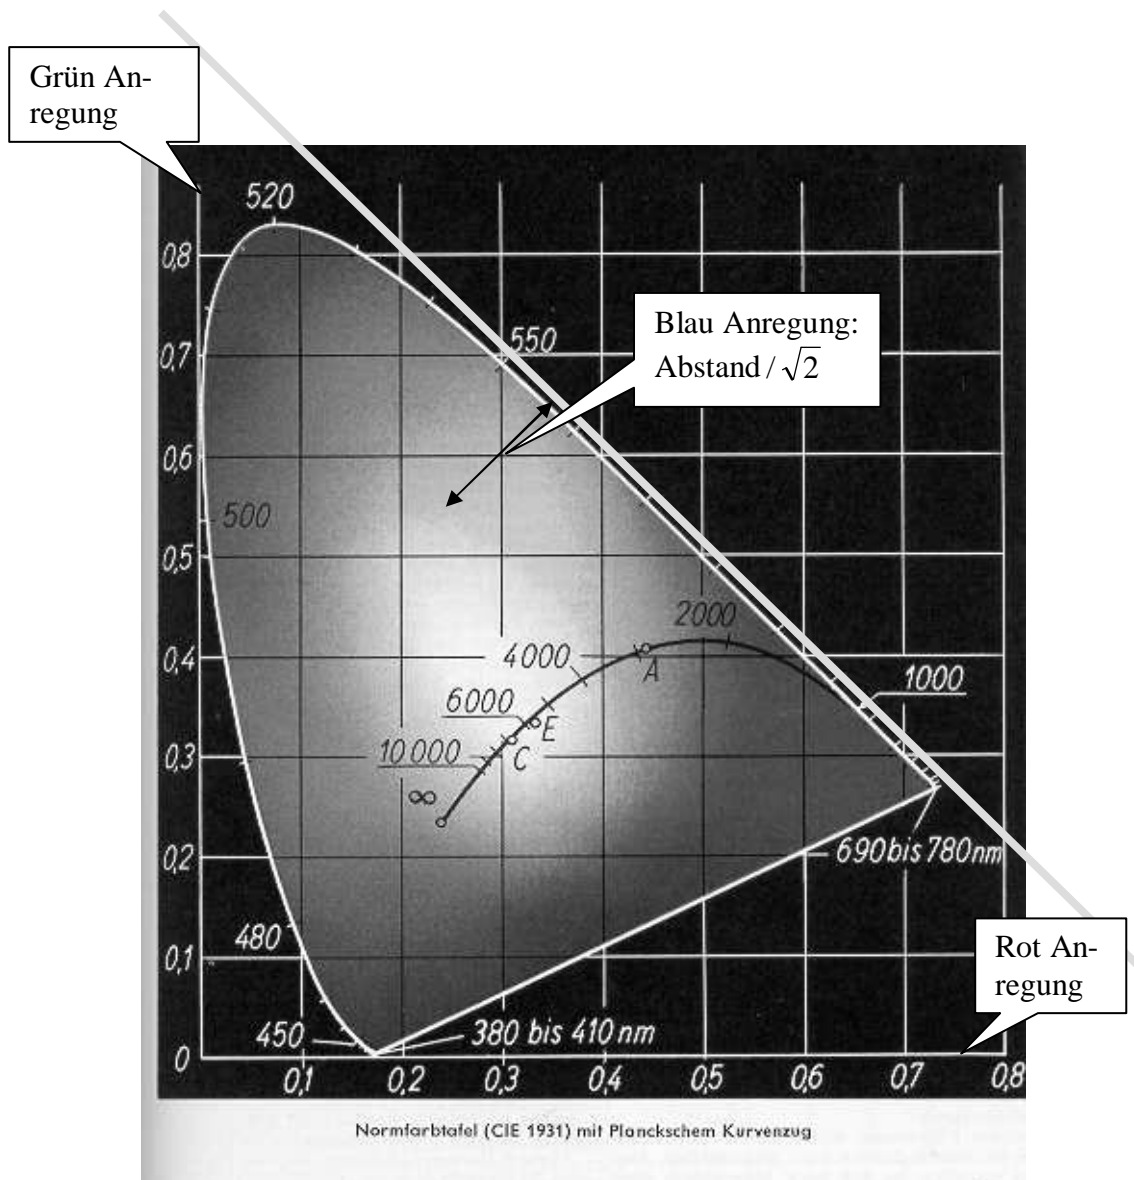 Grün An-
regung
520
0,8
Blau Anregung:
Abstand / √2
550
0,7
0,6
500
0,5
2000
0,4
4000
A
1000
6000
E
0,3
10 000
C
∞
690 bis 780 nm
0,2
480
0,1
Rot An-
regung
450
380 bis 410 nm
0
0,1 0,2 0,3 0,4 0,5 0,6 0,7 0,8
Normfarbtafel (CIE 1931) mit Planckschem Kurvenzug